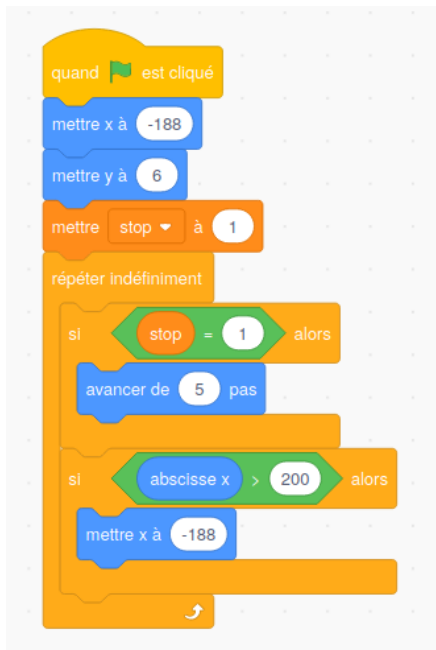 quand est cliqué
mettre x à -188
mettre y à 6
mettre stop à 1
répéter indéfiniment
si stop = 1 alors
avancer de 5 pas
si abscisse x > 200 alors
mettre x à -188